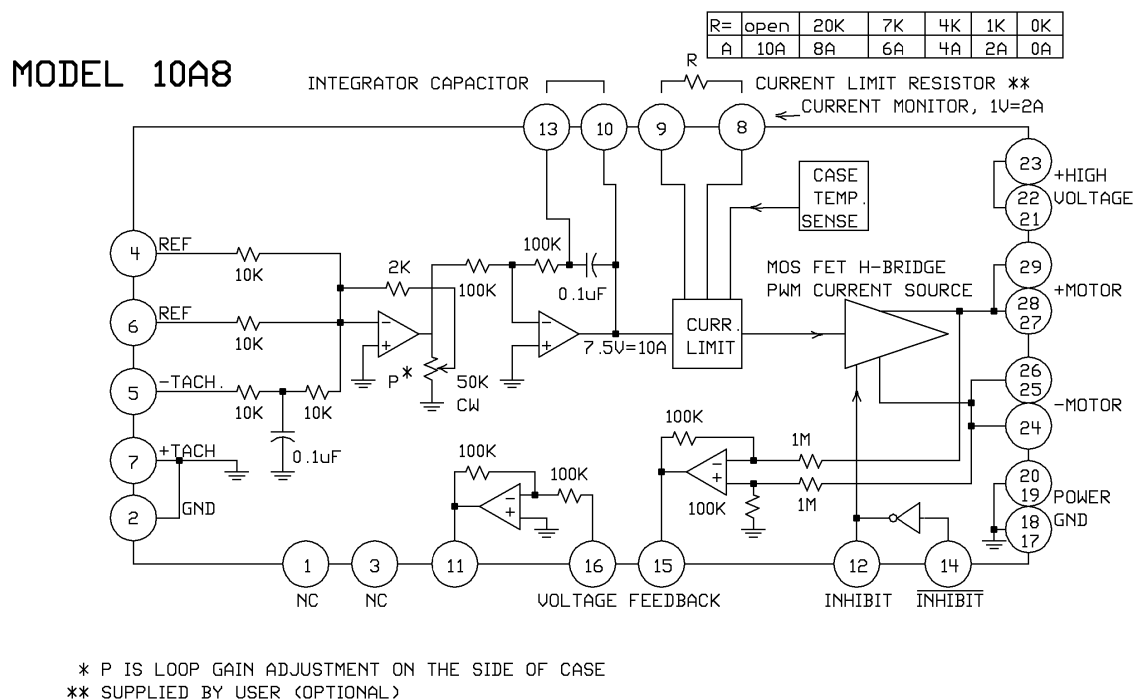 R= open 20K 7K 4K 1K 0K
A 10A 8A 6A 4A 2A 0A
MODEL 10A8
INTEGRATOR CAPACITOR
R
CURRENT LIMIT RESISTOR **
CURRENT MONITOR, 1V=2A
13 10 9 8
CASE
TEMP.
SENSE
23
22
21
+HIGH
VOLTAGE
4 REF
10K
2K
100K
100K
0.1uF
MOS FET H-BRIDGE
PWM CURRENT SOURCE
29
28
27
+MOTOR
6 REF
10K
- +
- +
7.5V=10A
CURR.
LIMIT
P*
50K
CW
5 -TACH.
10K 10K
0.1uF
26
25
24
-MOTOR
7 +TACH
2 GND
100K
100K
- +
100K
1M
- +
100K
1M
20
19
18
17
POWER
GND
1 3 11 16 15 12 14
NC NC VOLTAGE FEEDBACK INHIBIT INHIBIT
* P IS LOOP GAIN ADJUSTMENT ON THE SIDE OF CASE
** SUPPLIED BY USER (OPTIONAL)